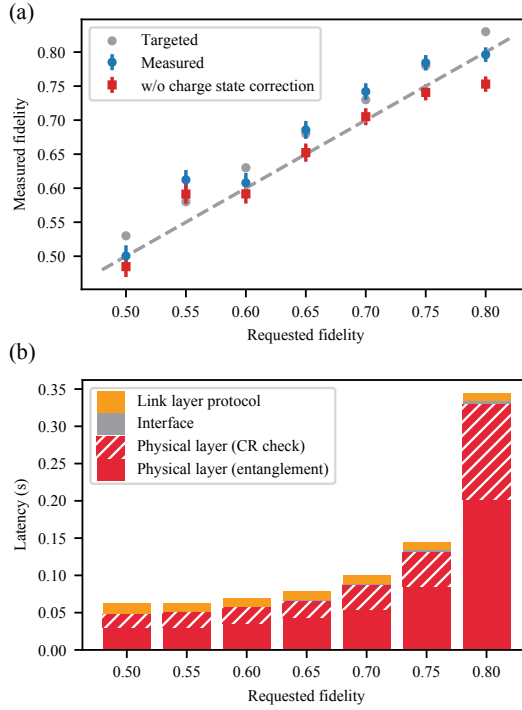 (a)
0.80
0.75
0.70
0.65
0.60
0.55
0.50
Measured fidelity
Targeted
Measured
w/o charge state correction
0.50 0.55 0.60 0.65 0.70 0.75 0.80
Requested fidelity
(b)
0.35
0.30
0.25
0.20
0.15
0.10
0.05
0.00
Latency (s)
Link layer protocol
Interface
Physical layer (CR check)
Physical layer (entanglement)
0.50 0.55 0.60 0.65 0.70 0.75 0.80
Requested fidelity